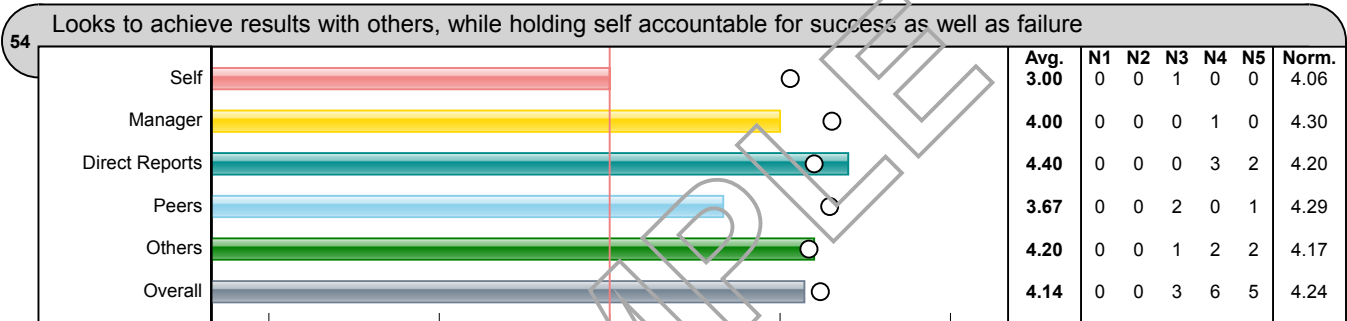 Looks to achieve results with others, while holding self accountable for success as well as failure
54
Avg. N1 N2 N3 N4 N5 Norm.
Self 3.00 0 0 1 0 0 4.06
Manager 4.00 0 0 0 1 0 4.30
Direct Reports 4.40 0 0 0 3 2 4.20
Peers 3.67 0 0 2 0 1 4.29
Others 4.20 0 0 1 2 2 4.17
Overall 4.14 0 0 3 6 5 4.24